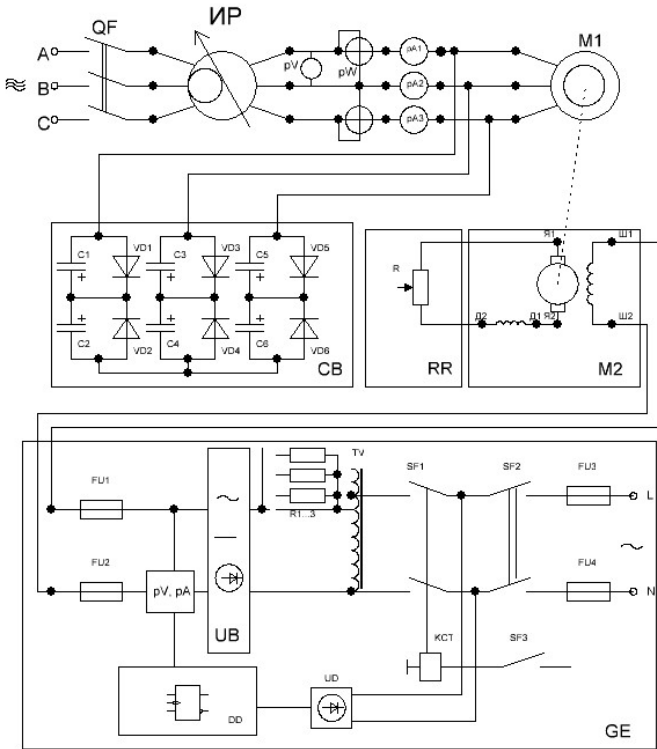 QF
ИР
M1
A
B
C
pV
pW
pA1
pA2
pA3
C1
VD1
C3
VD3
C5
VD5
+
+
+
+
+
+
C2
VD2
C4
VD4
C6
VD6
CB
R
RR
Я1
Ш1
Д2
Д1
Я2
Ш2
M2
FU1
TV
SF1
SF2
FU3
R1...3
L
FU2
FU4
pV, pA
N
UB
KCT
SF3
UD
DD
GE